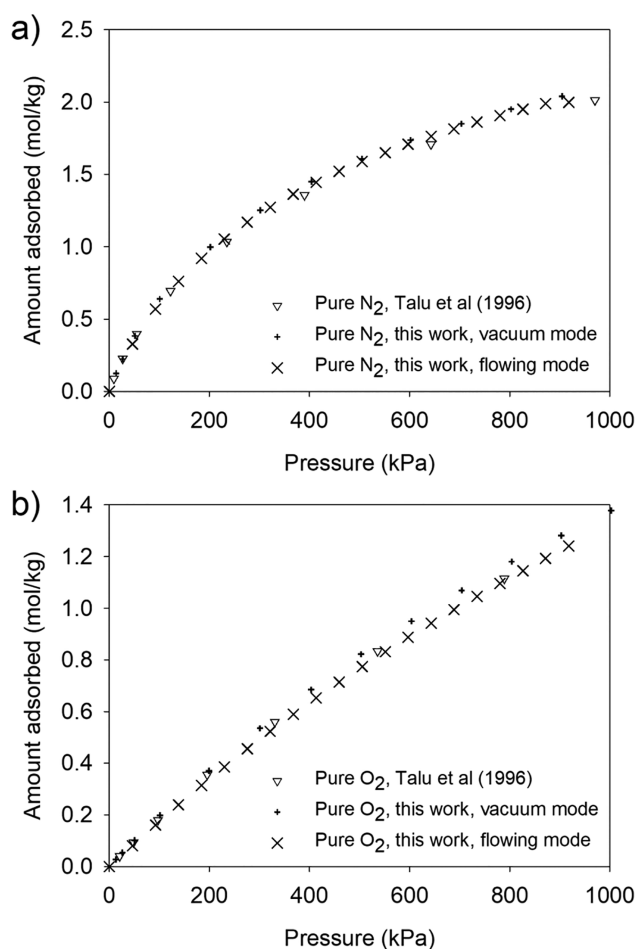 a)
Amount adsorbed (mol/kg)
2.5
2.0
1.5
1.0
0.5
0.0
Pure N2, Talu et al (1996)
Pure N2, this work, vacuum mode
Pure N2, this work, flowing mode
0 200 400 600 800 1000
Pressure (kPa)
b)
Amount adsorbed (mol/kg)
1.4
1.2
1.0
0.8
0.6
0.4
0.2
0.0
Pure O2, Talu et al (1996)
Pure O2, this work, vacuum mode
Pure O2, this work, flowing mode
0 200 400 600 800 1000
Pressure (kPa)